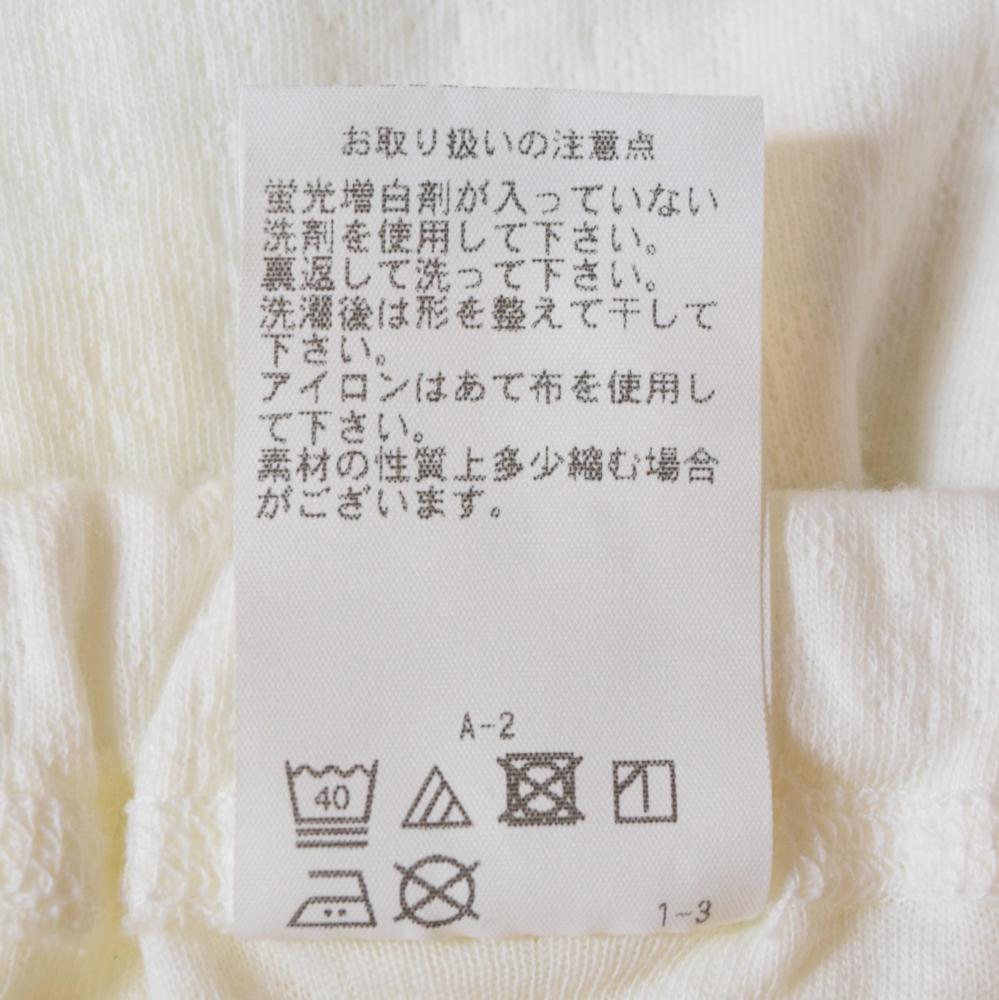 お取り扱いの注意点
蛍光増白剤が入っていない
洗剤を使用して下さい。
裏返して洗って下さい。
洗濯後は形を整えて干して
下さい。
アイロンはあて布を使用し
て下さい。
素材の性質上多少縮む場合
がございます。
A-2
40
1-3